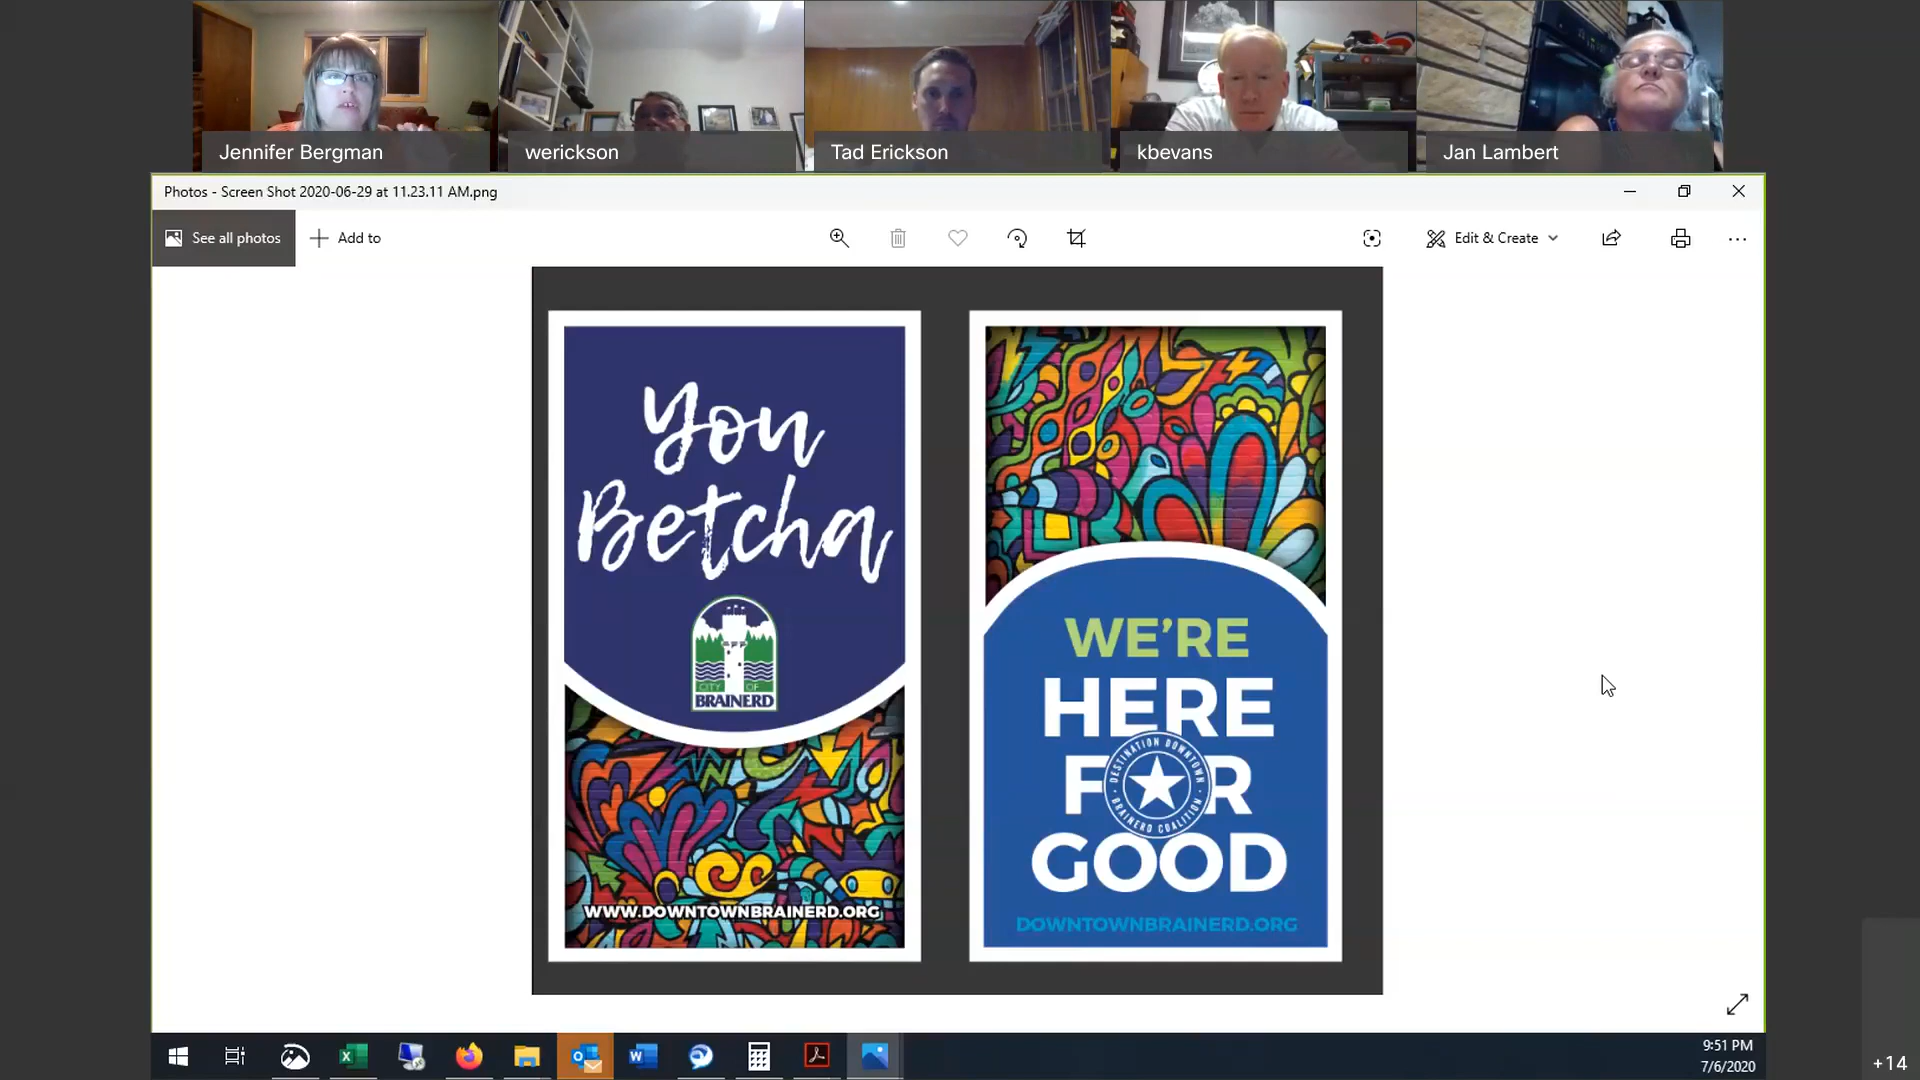 Jennifer Bergman
werickson
Tad Erickson
kbevans
Jan Lambert
Photos - Screen Shot 2020-06-29 at 11.23.11 AM.png
See all photos
Add to
Edit & Create
You
Betcha
CITY OF
BRAINERD
WWW.DOWNTOWNBRAINERD.ORG
WE'RE
HERE
FOR
DESTINATION DOWNTOWN
BRAINERD COALITION
GOOD
DOWNTOWNBRAINERD.ORG
9:51 PM
7/6/2020
+14